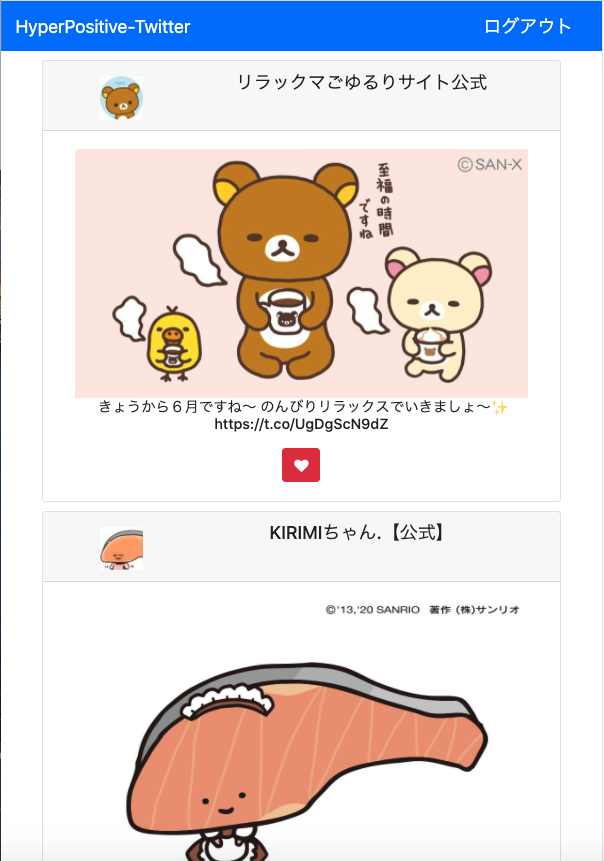 HyperPositive-Twitter
ログアウト
リラックマごゆるりサイト公式
©SAN-X
至福の時間
ですね
きょうから６月ですね〜 のんびりリラックスでいきましょ〜✨
https://t.co/UgDgScN9dZ
KIRIMIちゃん.【公式】
©'13,'20 SANRIO 著作 (株)サンリオ